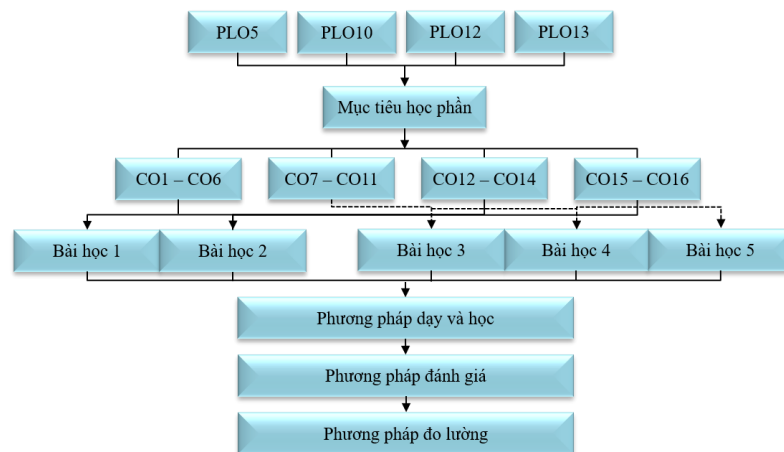 PLO5
PLO10
PLO12
PLO13
Mục tiêu học phần
CO1 – CO6
CO7 – CO11
CO12 – CO14
CO15 – CO16
Bài học 1
Bài học 2
Bài học 3
Bài học 4
Bài học 5
Phương pháp dạy và học
Phương pháp đánh giá
Phương pháp đo lường